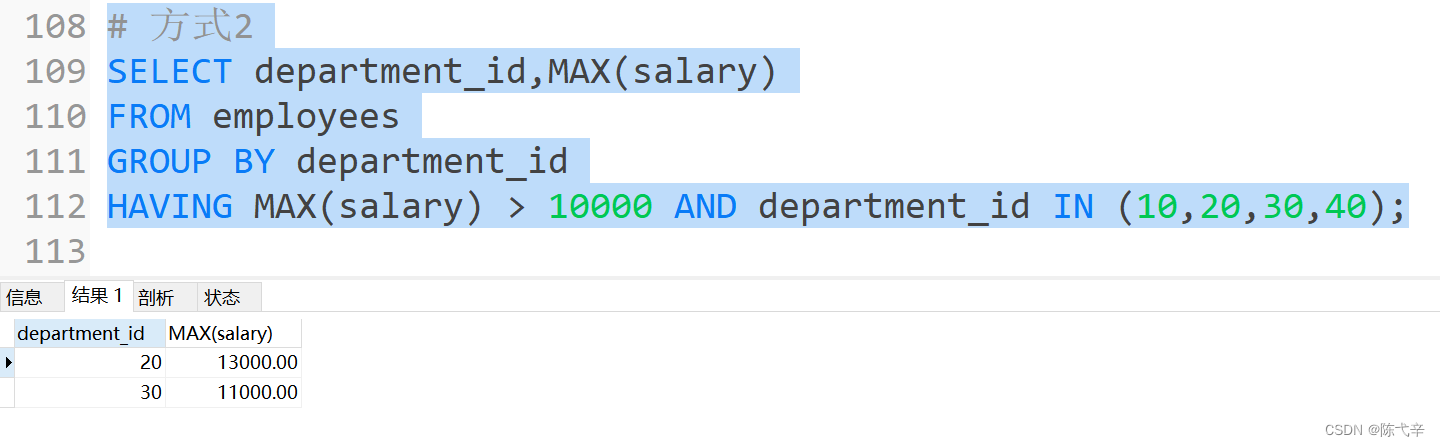 108 # 方式2
109 SELECT department_id,MAX(salary)
110 FROM employees
111 GROUP BY department_id
112 HAVING MAX(salary) > 10000 AND department_id IN (10,20,30,40);
113
信息 结果 1 剖析 状态
department_id MAX(salary)
20 13000.00
30 11000.00
CSDN @陈弋辛